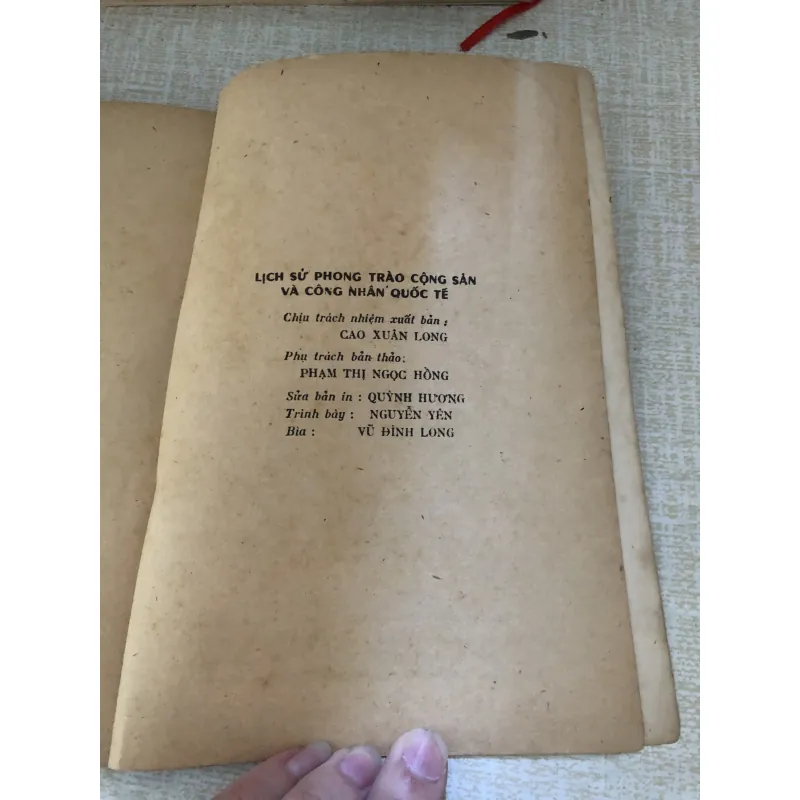 LỊCH SỬ PHONG TRÀO CỘNG SẢN
VÀ CÔNG NHÂN QUỐC TẾ
Chịu trách nhiệm xuất bản :
CAO XUÂN LONG
Phụ trách bản thảo:
PHẠM THỊ NGỌC HỒNG
Sửa bản in : QUỲNH HƯƠNG
Trình bày : NGUYỄN YÊN
Bìa : VŨ ĐÌNH LONG